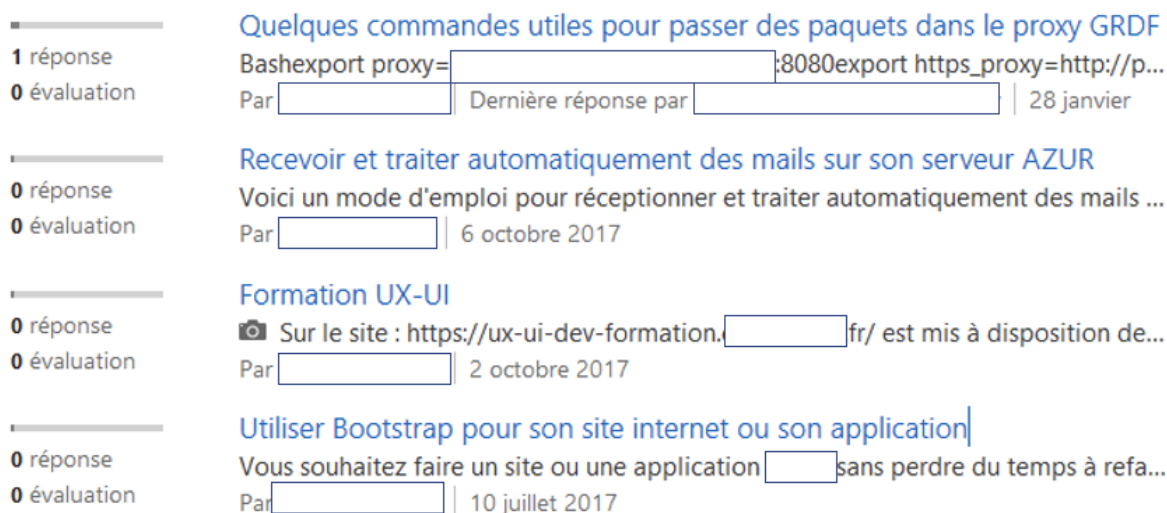 Quelques commandes utiles pour passer des paquets dans le proxy GRDF
1 réponse
Bashexport proxy= :8080export https_proxy=http://p...
0 évaluation
Par | Dernière réponse par | 28 janvier
Recevoir et traiter automatiquement des mails sur son serveur AZUR
0 réponse
Voici un mode d'emploi pour réceptionner et traiter automatiquement des mails ...
0 évaluation
Par | 6 octobre 2017
Formation UX-UI
0 réponse
Sur le site : https://ux-ui-dev-formation. fr/ est mis à disposition de...
0 évaluation
Par | 2 octobre 2017
Utiliser Bootstrap pour son site internet ou son application
0 réponse
Vous souhaitez faire un site ou une application sans perdre du temps à refa...
0 évaluation
Par | 10 juillet 2017